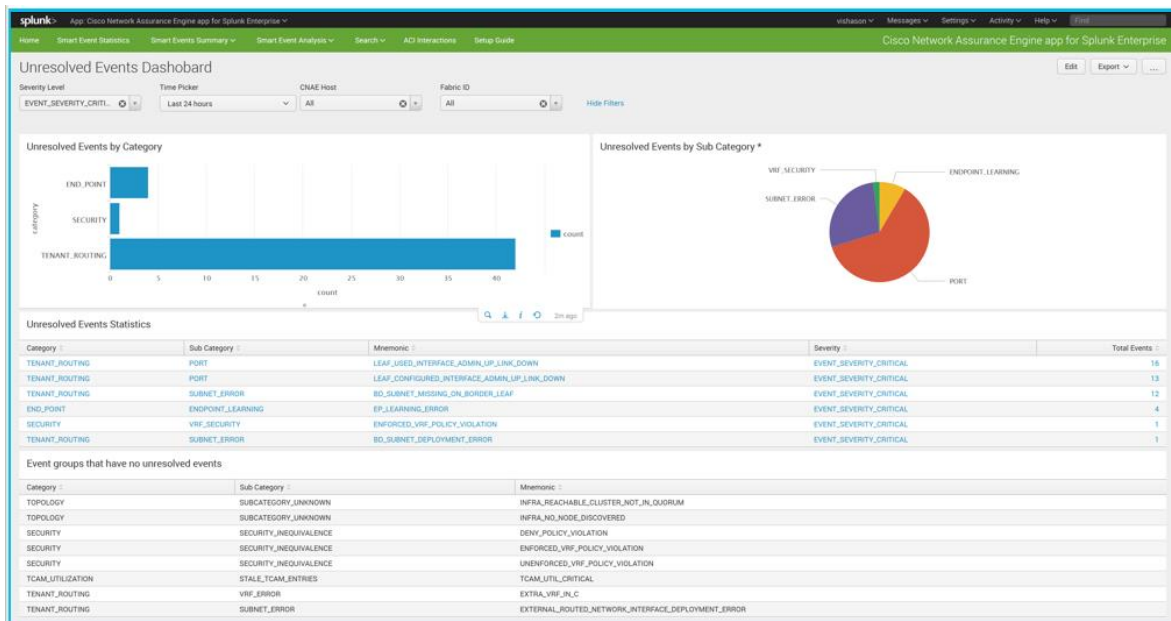 splunk> App: Cisco Network Assurance Engine app for Splunk Enterprise vishason Messages Settings Activity Help Find
Home Smart Event Statistics Smart Events Summary Smart Event Analysis Search ACI Interactions Setup Guide Cisco Network Assurance Engine app for Splunk Enterprise
Unresolved Events Dashobard Edit Export ...
Severity Level Time Picker CNAE Host Fabric ID
EVENT_SEVERITY_CRITI... Last 24 hours All All Hide Filters
Unresolved Events by Category
END_POINT
SECURITY
TENANT_ROUTING
category
0 5 10 15 20 25 30 35 40
count
count
Unresolved Events by Sub Category *
VRF_SECURITY ENDPOINT_LEARNING
SUBNET_ERROR
PORT
2m ago
Unresolved Events Statistics
Category Sub Category Mnemonic Severity Total Events
TENANT_ROUTING PORT LEAF_USED_INTERFACE_ADMIN_UP_LINK_DOWN EVENT_SEVERITY_CRITICAL 16
TENANT_ROUTING PORT LEAF_CONFIGURED_INTERFACE_ADMIN_UP_LINK_DOWN EVENT_SEVERITY_CRITICAL 13
TENANT_ROUTING SUBNET_ERROR BD_SUBNET_MISSING_ON_BORDER_LEAF EVENT_SEVERITY_CRITICAL 12
END_POINT ENDPOINT_LEARNING EP_LEARNING_ERROR EVENT_SEVERITY_CRITICAL 4
SECURITY VRF_SECURITY ENFORCED_VRF_POLICY_VIOLATION EVENT_SEVERITY_CRITICAL 1
TENANT_ROUTING SUBNET_ERROR BD_SUBNET_DEPLOYMENT_ERROR EVENT_SEVERITY_CRITICAL 1
Event groups that have no unresolved events
Category Sub Category Mnemonic
TOPOLOGY SUBCATEGORY_UNKNOWN INFRA_REACHABLE_CLUSTER_NOT_IN_QUORUM
TOPOLOGY SUBCATEGORY_UNKNOWN INFRA_NO_NODE_DISCOVERED
SECURITY SECURITY_INEQUIVALENCE DENY_POLICY_VIOLATION
SECURITY SECURITY_INEQUIVALENCE ENFORCED_VRF_POLICY_VIOLATION
SECURITY SECURITY_INEQUIVALENCE UNENFORCED_VRF_POLICY_VIOLATION
TCAM_UTILIZATION STALE_TCAM_ENTRIES TCAM_UTIL_CRITICAL
TENANT_ROUTING VRF_ERROR EXTRA_VRF_IN_C
TENANT_ROUTING SUBNET_ERROR EXTERNAL_ROUTED_NETWORK_INTERFACE_DEPLOYMENT_ERROR